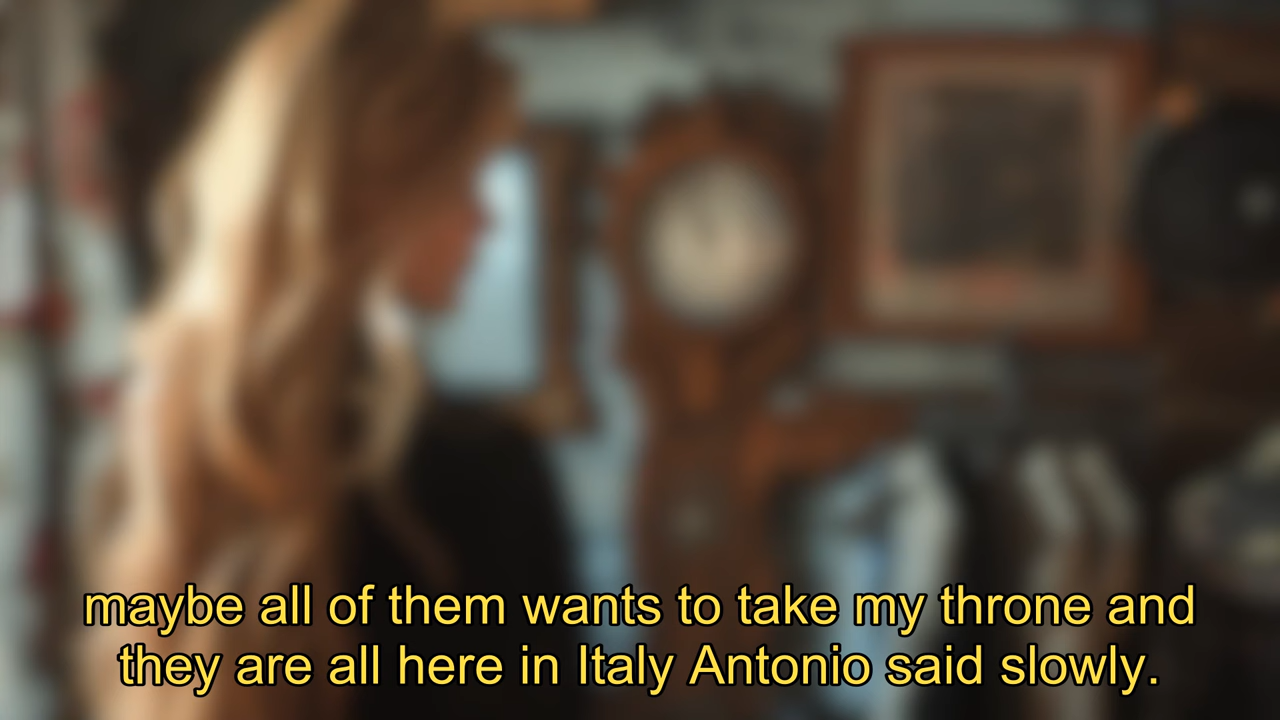 maybe all of them wants to take my throne and
they are all here in Italy Antonio said slowly.